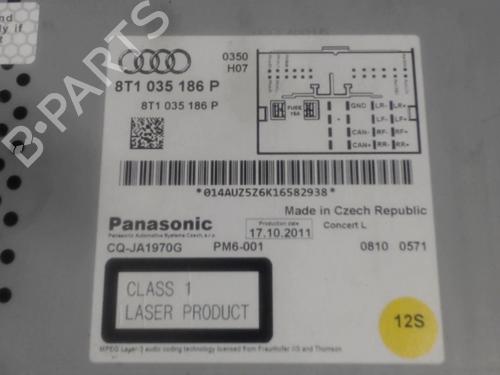 and
y if
et
0350
H07
8T1 035 186 P
8T1 035 186 P
GND LR- LR+
LF- LF+
CAN- RF- RF+
CAN+ RR- RR+
FUSE
10A
*014AUZ5Z6K16582938*
Made in Czech Republic
Panasonic
Panasonic Automotive Systems Czech, s.r.o.
Production date
17.10.2011
Concert L
CQ-JA1970G PM6-001 0810 0571
CLASS 1
LASER PRODUCT
12S
MPEG Layer-3 audio coding technology licensed from Fraunhofer IIS and Thomson
B-PARTS